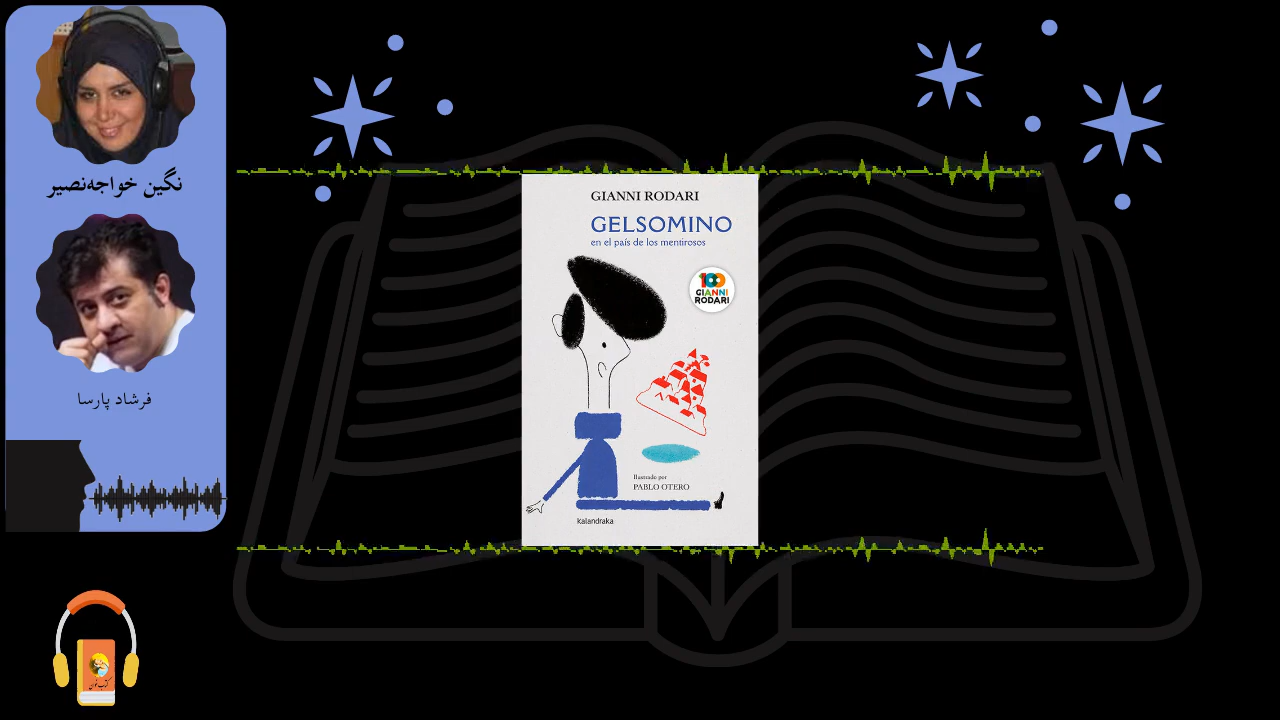 نگین خواجه‌نصیر
فرشاد پارسا
GIANNI RODARI
GELSOMINO
en el país de los mentirosos
100
GIANNI
RODARI
Ilustrado por
PABLO OTERO
kalandraka